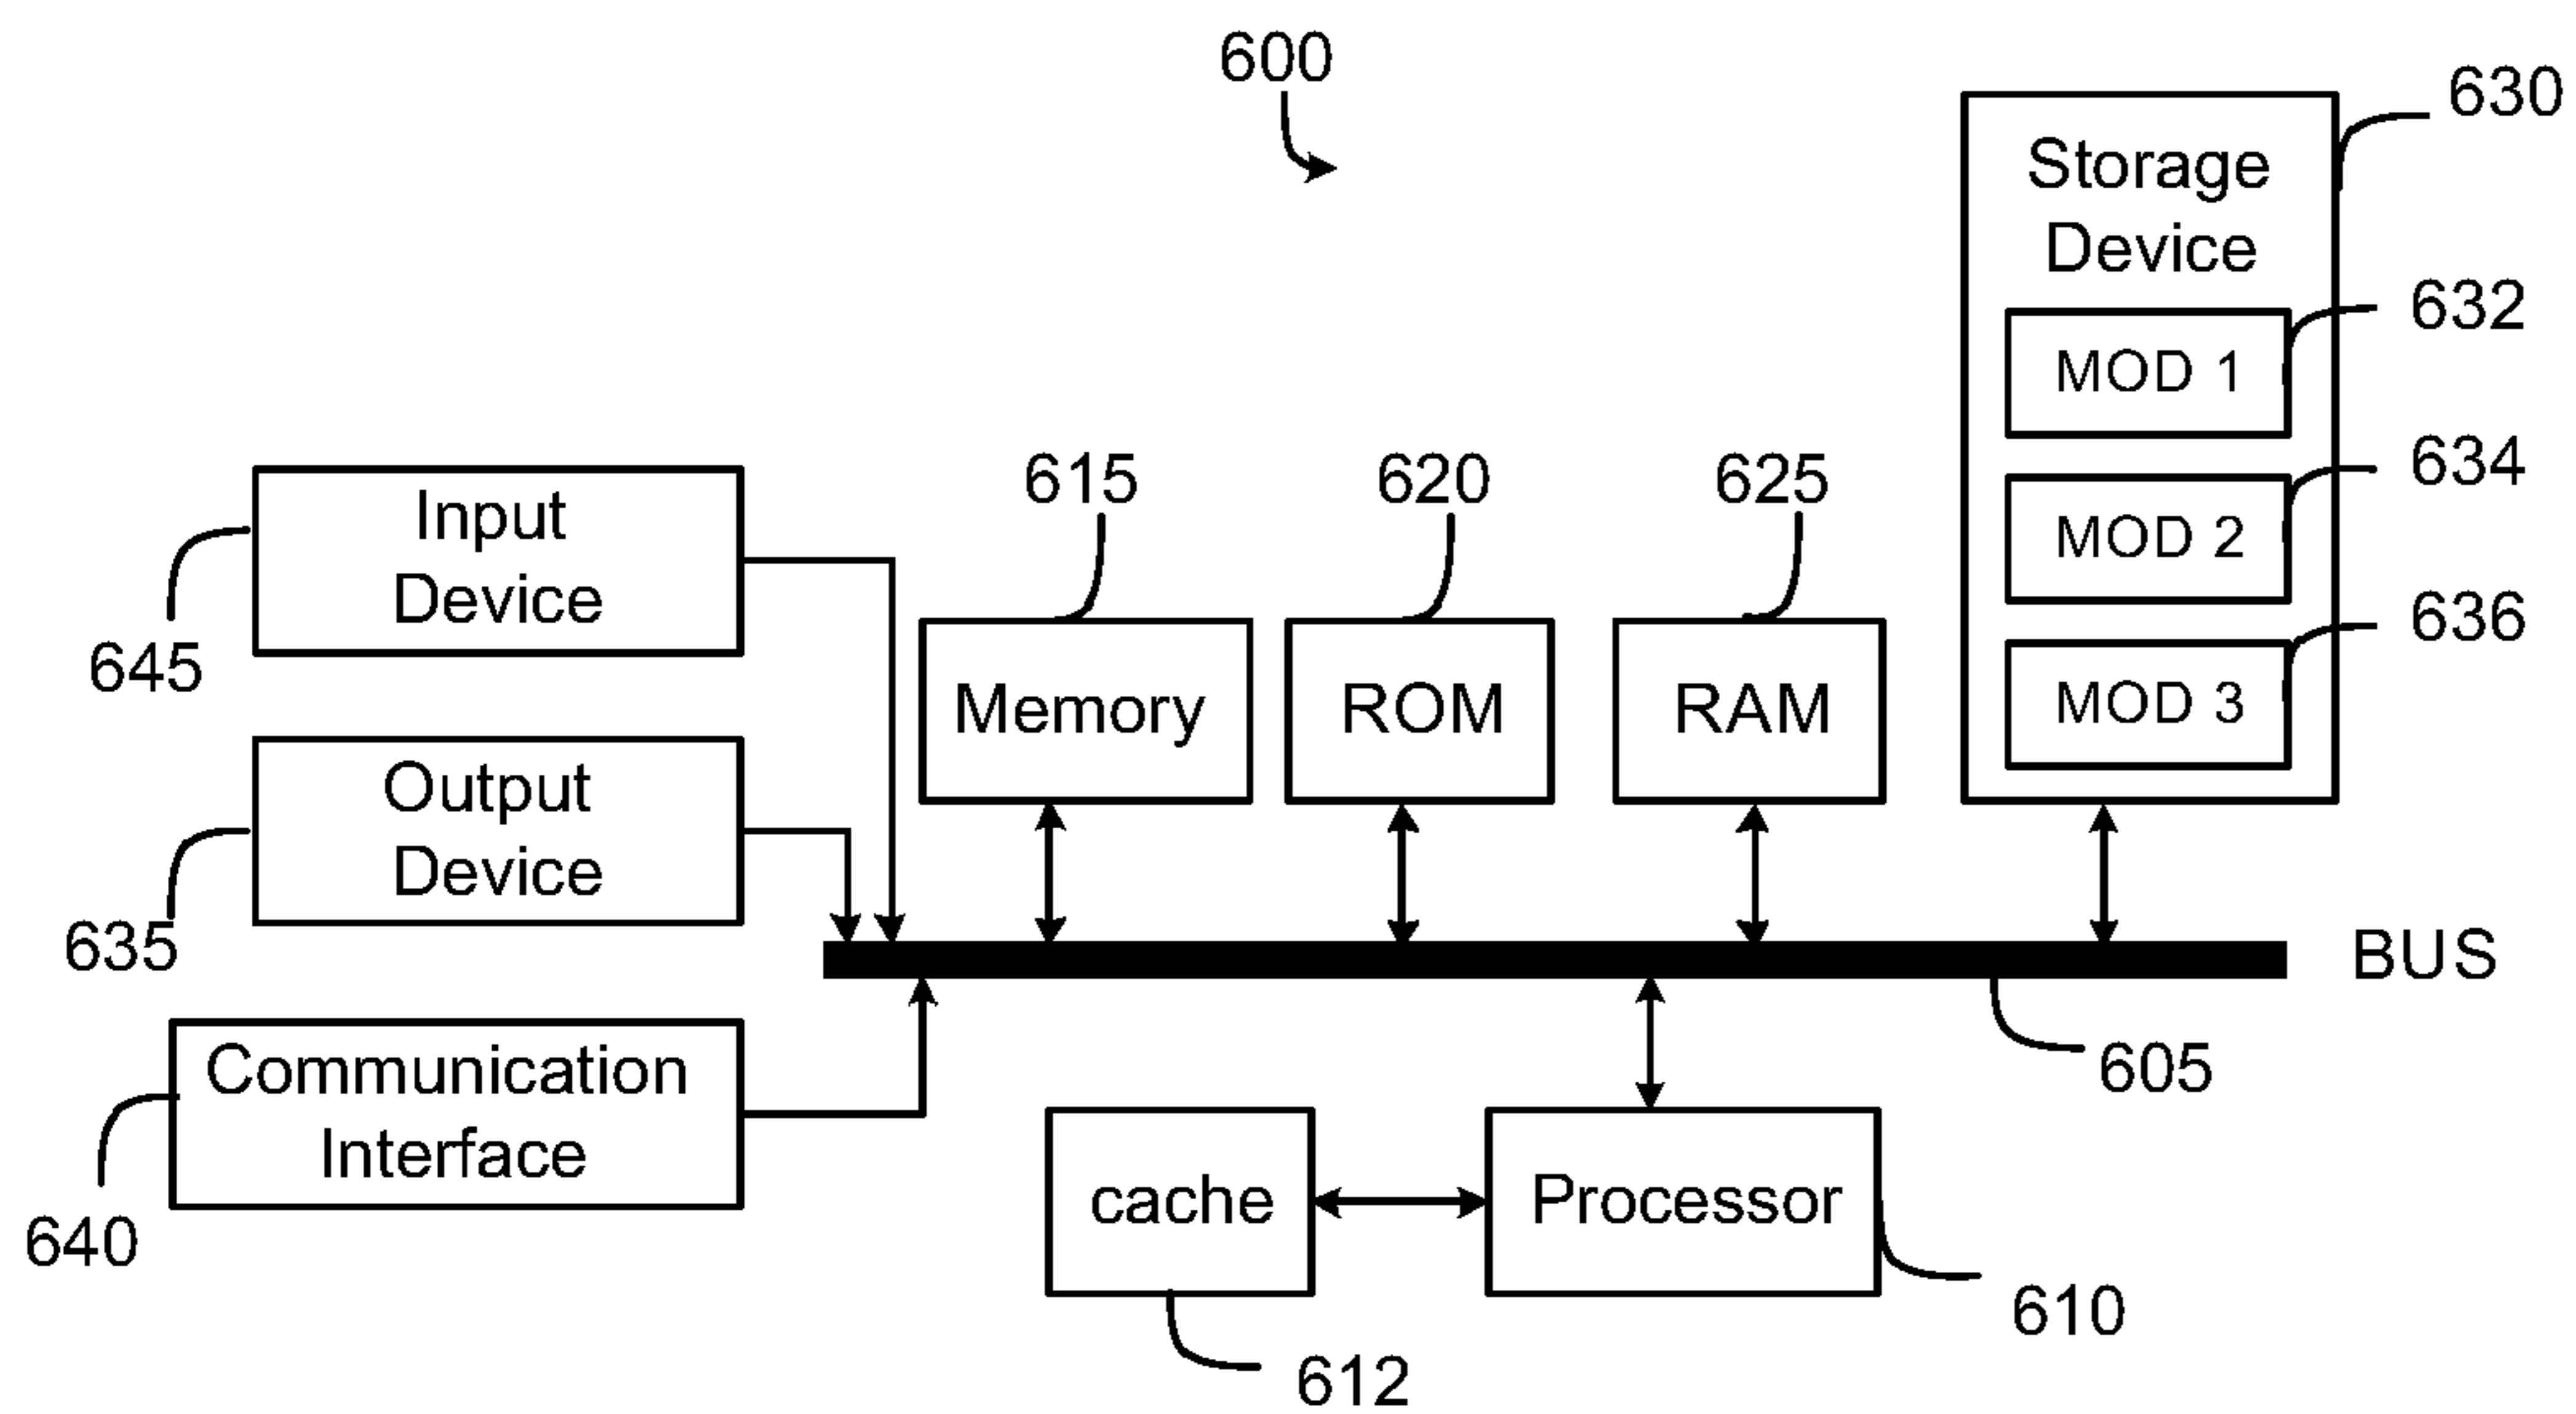 600
630
Storage
Device
632
MOD 1
634
MOD 2
636
MOD 3
615
620
625
Input
Device
645
Memory
ROM
RAM
Output
Device
635
BUS
605
Communication
Interface
640
cache
Processor
610
612